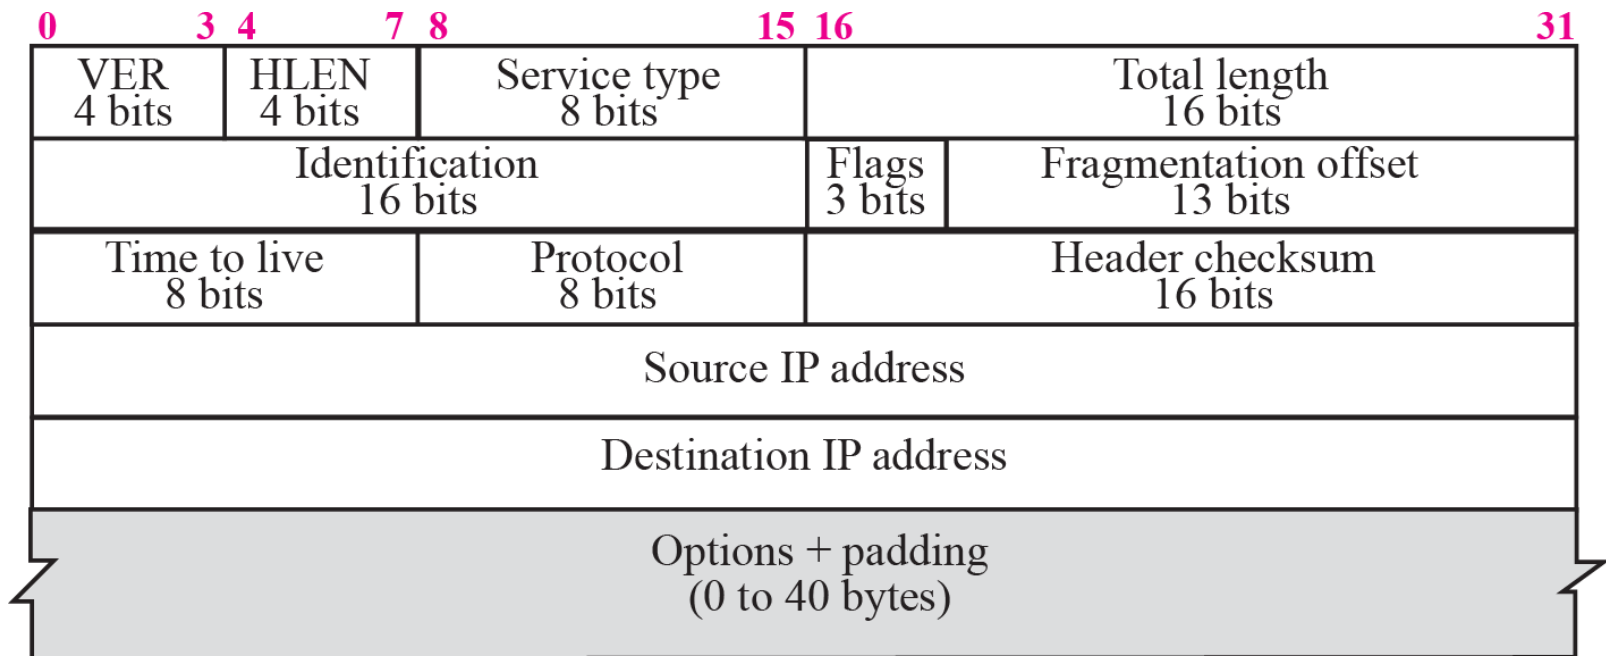 0 3 4 7 8 15 16 31
VER HLEN Service type Total length
4 bits 4 bits 8 bits 16 bits
Identification Flags Fragmentation offset
16 bits 3 bits 13 bits
Time to live Protocol Header checksum
8 bits 8 bits 16 bits
Source IP address
Destination IP address
Options + padding
(0 to 40 bytes)